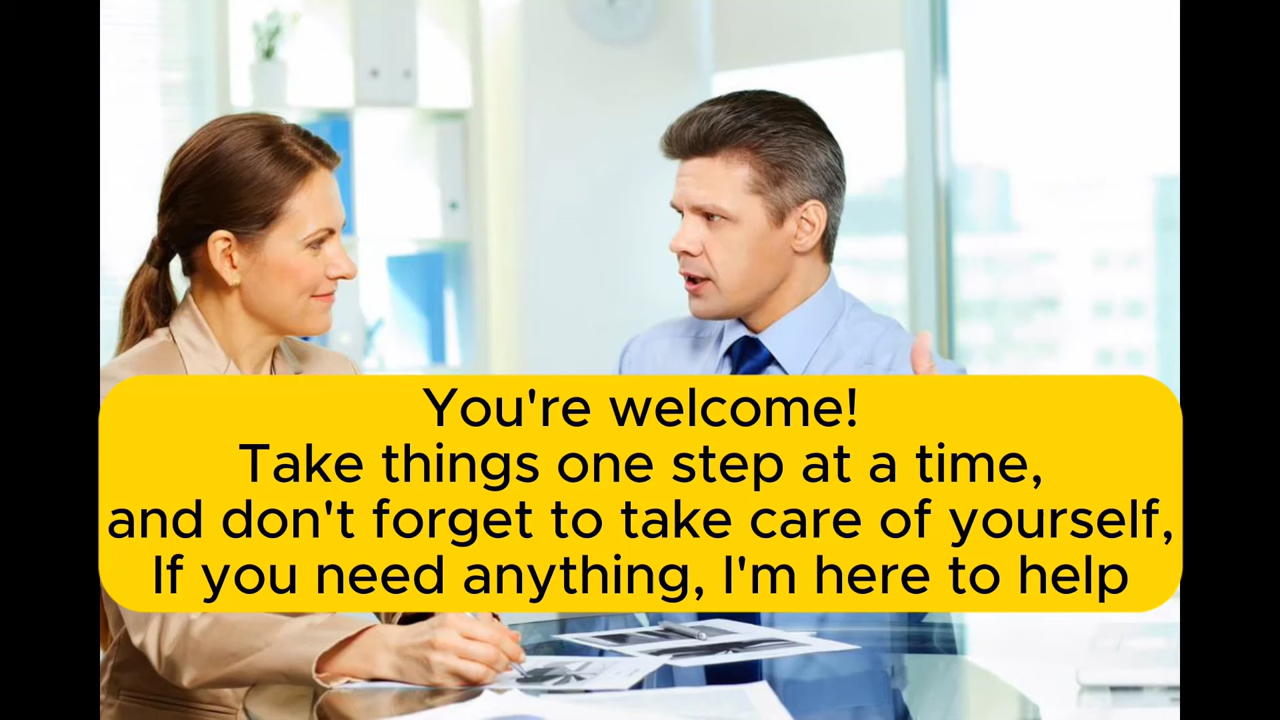 You're welcome!
Take things one step at a time,
and don't forget to take care of yourself,
If you need anything, I'm here to help